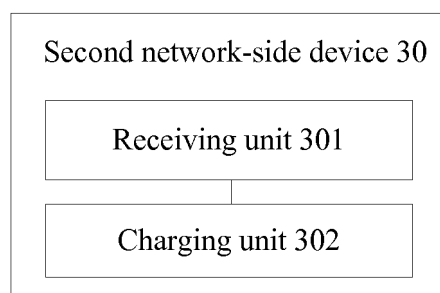 Second network-side device 30
Receiving unit 301
Charging unit 302